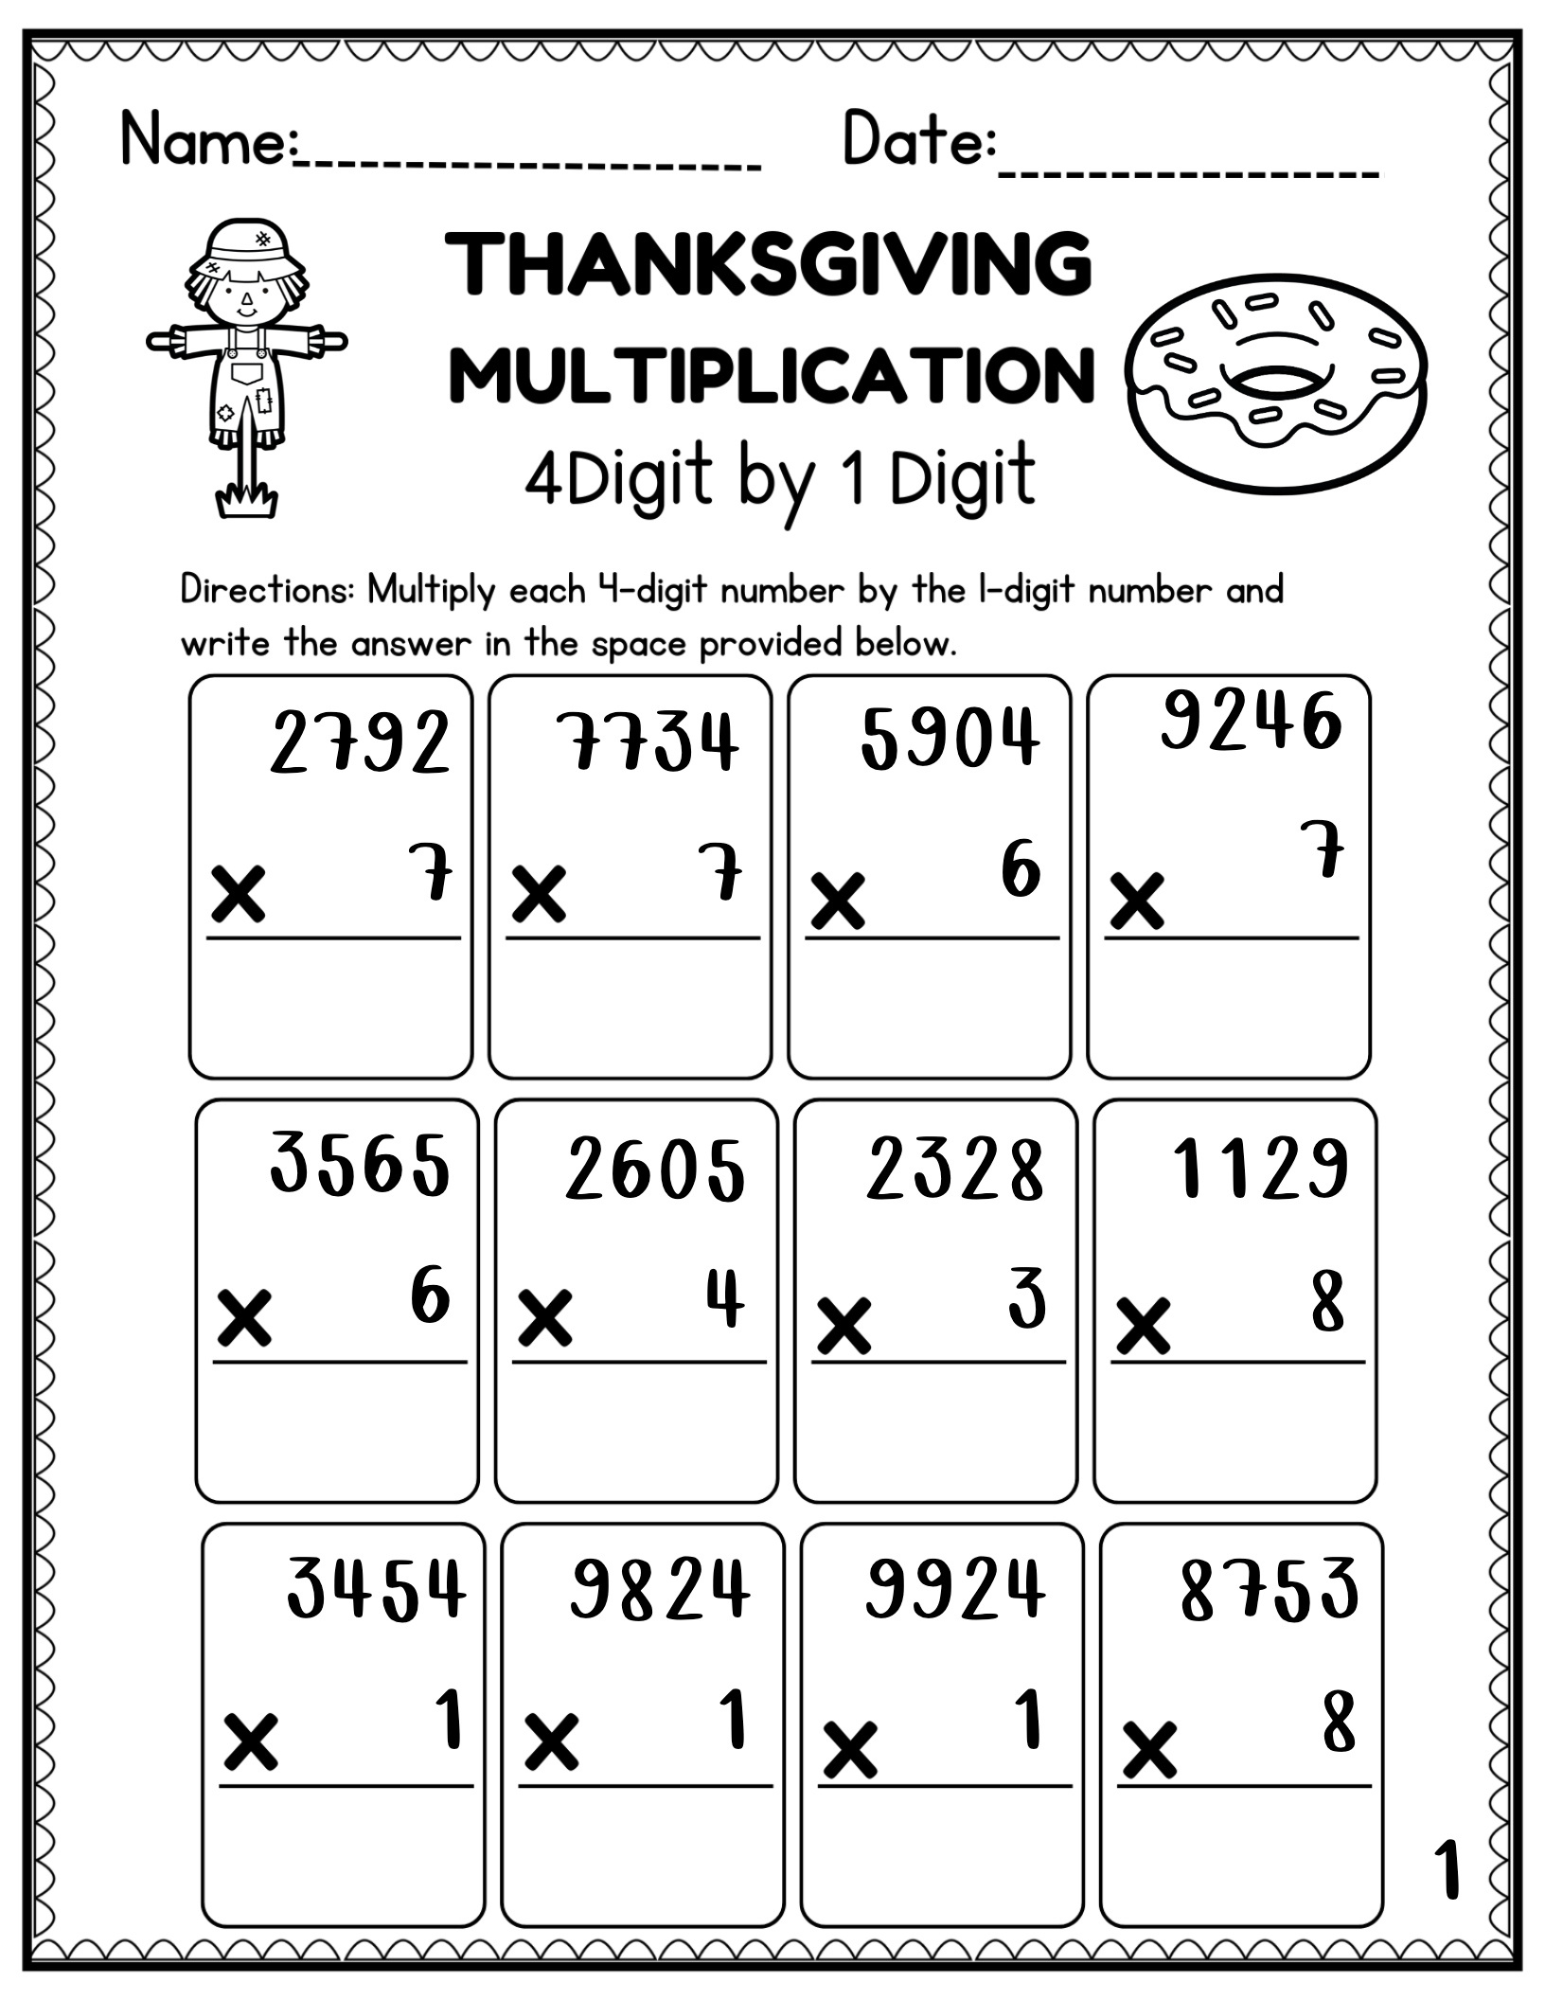 Name:____________________ Date:_________________
THANKSGIVING
MULTIPLICATION
4Digit by 1 Digit
Directions: Multiply each 4-digit number by the 1-digit number and
write the answer in the space provided below.
2792 7734 5904 9246
× 7 × 7 × 6 × 7
3565 2605 2328 1129
× 6 × 4 × 3 × 8
3454 9824 9924 8753
× 1 × 1 × 1 × 8
1